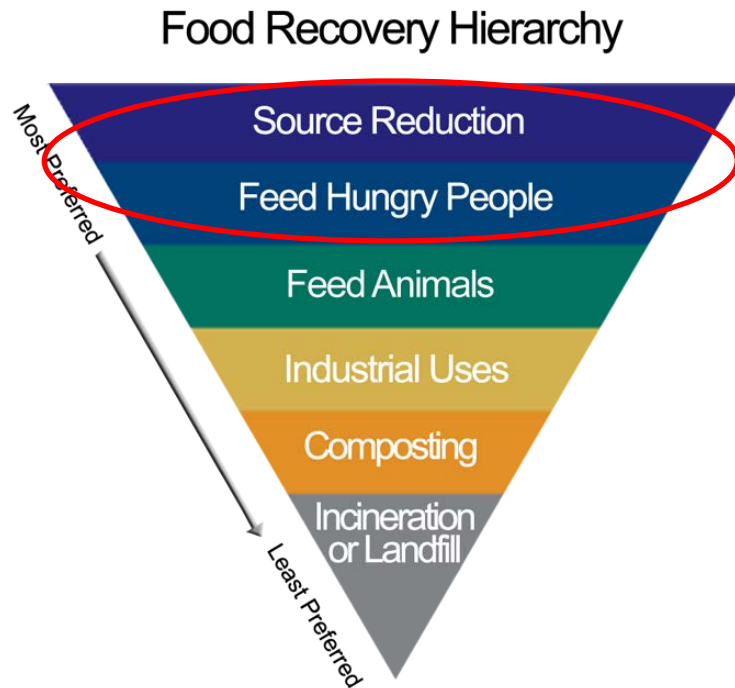 Food Recovery Hierarchy
Most Preferred
Source Reduction
Feed Hungry People
Feed Animals
Industrial Uses
Composting
Incineration
or Landfill
Least Preferred